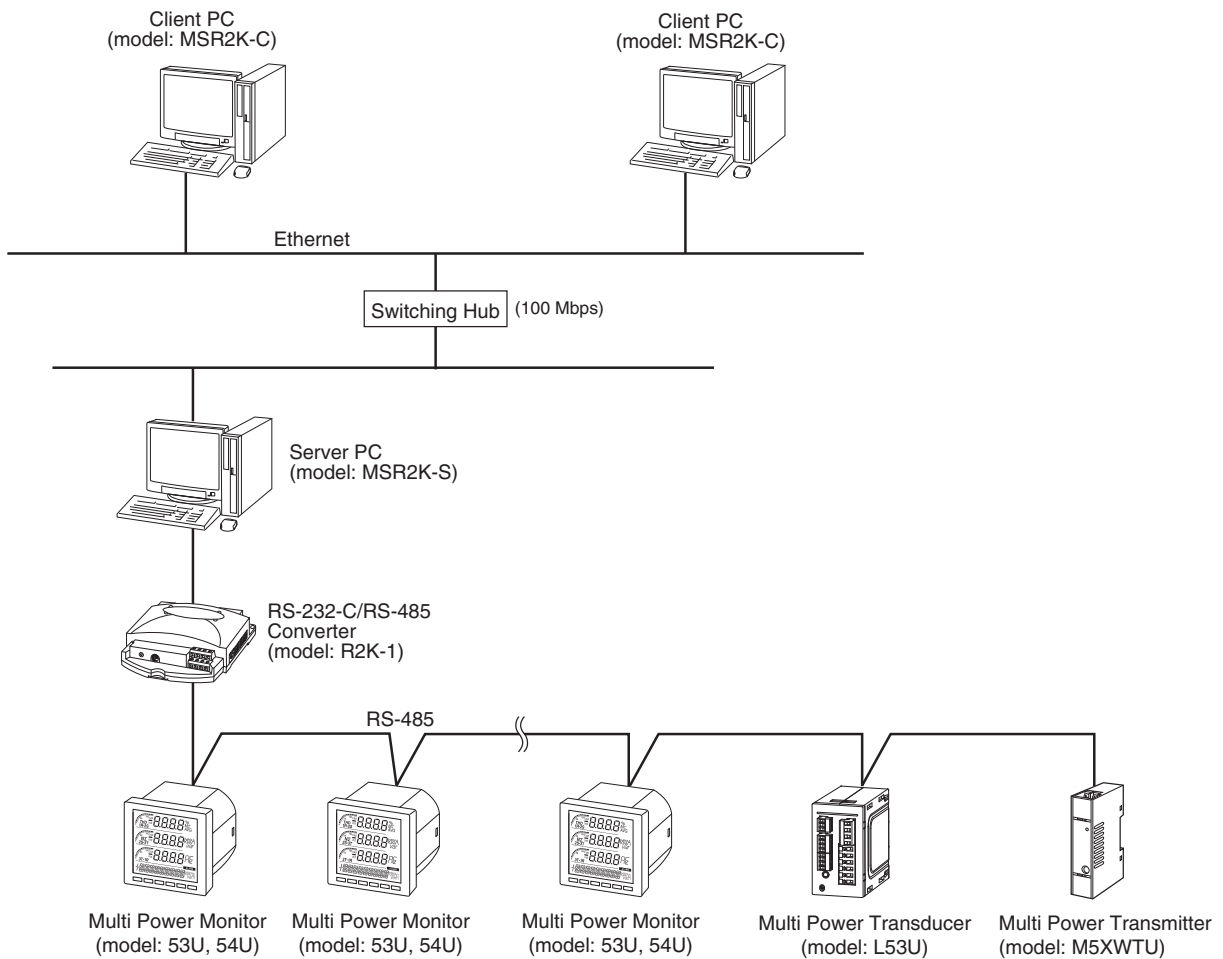 Client PC
(model: MSR2K-C)
Client PC
(model: MSR2K-C)
Ethernet
Switching Hub
(100 Mbps)
Server PC
(model: MSR2K-S)
RS-232-C/RS-485
Converter
(model: R2K-1)
RS-485
Multi Power Monitor
(model: 53U, 54U)
Multi Power Monitor
(model: 53U, 54U)
Multi Power Monitor
(model: 53U, 54U)
Multi Power Transducer
(model: L53U)
Multi Power Transmitter
(model: M5XWTU)